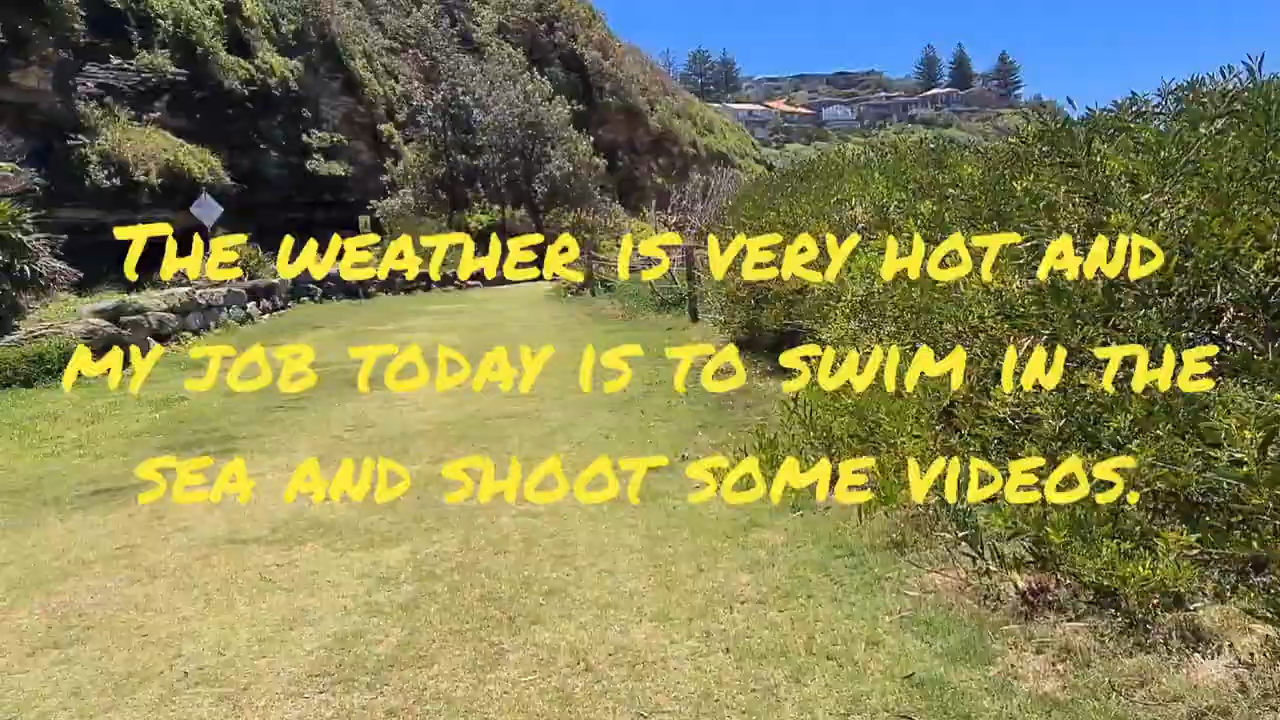 The weather is very hot and
my job today is to swim in the
sea and shoot some videos.